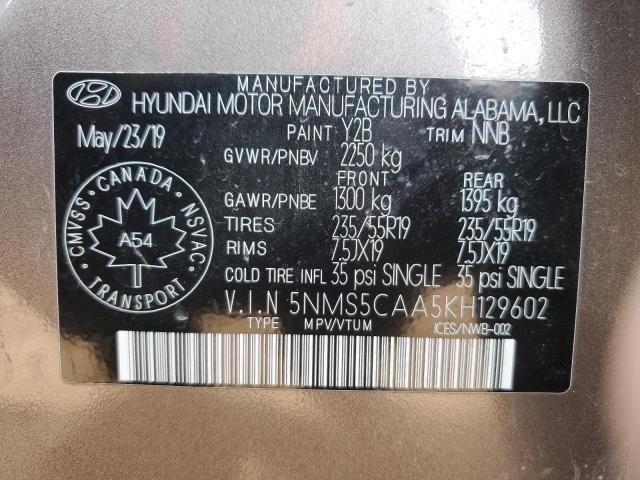 MANUFACTURED BY
HYUNDAI MOTOR MANUFACTURING ALABAMA, LLC
May/23/19 PAINT Y2B TRIM NNB
GVWR/PNBV 2250 kg
FRONT REAR
GAWR/PNBE 1300 kg 1395 kg
TIRES 235/55R19 235/55R19
RIMS 7.5JX19 7.5JX19
COLD TIRE INFL 35 psi SINGLE 35 psi SINGLE
V.I.N 5NMS5CAA5KH129602
TYPE MPV/VTUM ICES/NWB-002
CMVSS · CANADA · NSVAC
A54
TRANSPORT